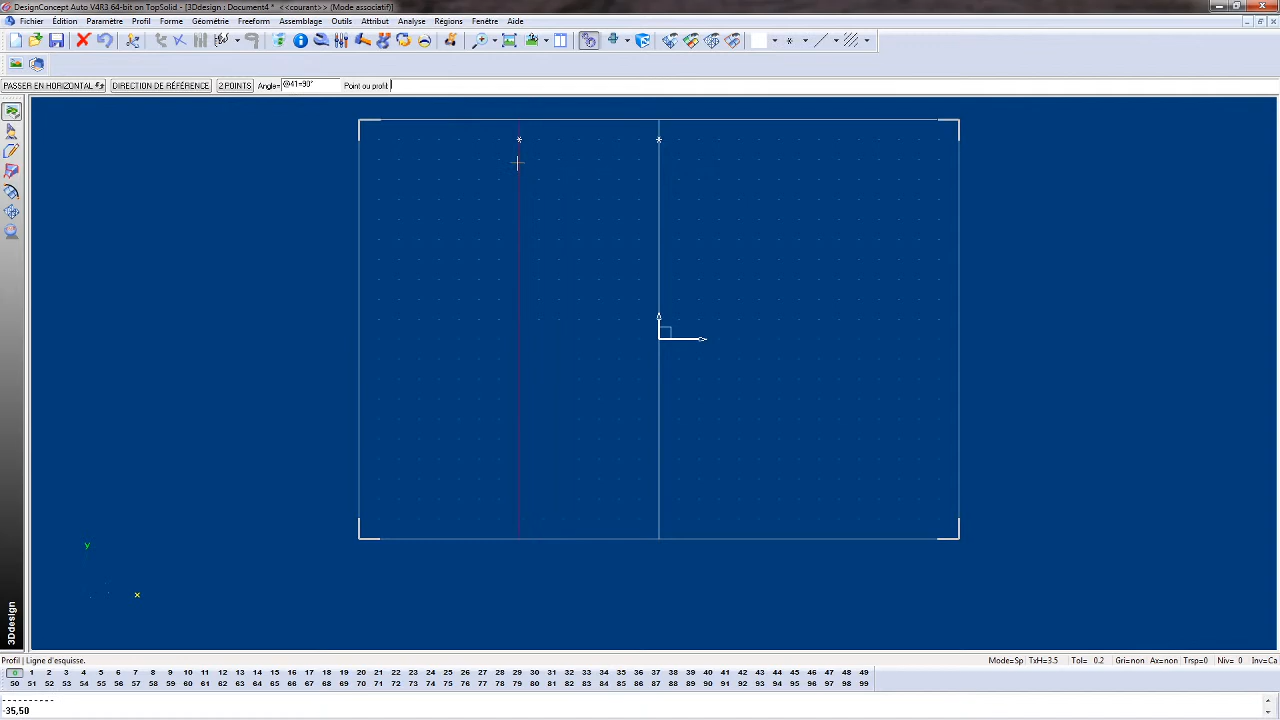 DesignConcept Auto V4R3 64-bit on TopSolid - [3Ddesign : Document4 * <<courant>> (Mode associatif)]
Fichier Édition Paramètre Profil Forme Géométrie Freeform Assemblage Outils Attribut Analyse Régions Fenêtre Aide
PASSER EN HORIZONTAL DIRECTION DE RÉFÉRENCE 2 POINTS Angle= @41=90° Point ou profil
y
x
3Ddesign
Profil | Ligne d'esquisse. Mode=Sp TxH=3.5 Tol= 0.2 Gri=non Ax=non Trsp=0 Niv= 0 Inv=Ca
0 1 2 3 4 5 6 7 8 9 10 11 12 13 14 15 16 17 18 19 20 21 22 23 24 25 26 27 28 29 30 31 32 33 34 35 36 37 38 39 40 41 42 43 44 45 46 47 48 49
50 51 52 53 54 55 56 57 58 59 60 61 62 63 64 65 66 67 68 69 70 71 72 73 74 75 76 77 78 79 80 81 82 83 84 85 86 87 88 89 90 91 92 93 94 95 96 97 98 99
----------
-35,50